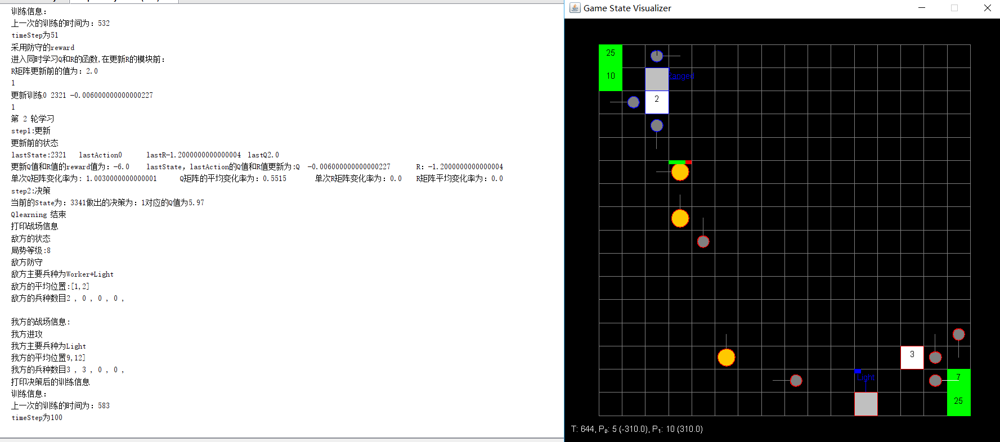 训练信息：
上一次的训练的时间为：532
timeStep为51
采用防守的reward
进入同时学习Q和R的函数,在更新R的模块前：
R矩阵更新前的值为：2.0
1
更新训练0 2321 -0.006000000000000227
1
第 2 轮学习
step1:更新
更新前的状态
lastState:2321 lastAction0 lastR-1.2000000000000004 lastQ2.0
更新Q值和R值的reward值为：-6.0 lastState，lastAction的Q值和R值更新为:Q -0.006000000000000227 R：-1.2000000000000004
单次Q矩阵变化率为: 1.0030000000000001 Q矩阵的平均变化率为：0.5515 单次R矩阵变化率为：0.0 R矩阵平均变化率为：0.0
step2:决策
当前的State为：3341做出的决策为：1对应的Q值为5.97
Qlearning 结束
打印战场信息
敌方的状态
局势等级:8
敌方防守
敌方主要兵种为Worker+Light
敌方的平均位置:[1,2]
敌方的兵种数目2 , 0 , 0 , 0 ,
我方的战场信息:
我方进攻
我方主要兵种为Light
我方的平均位置9,12]
我方的兵种数目3 , 3 , 0 , 0 ,
打印决策后的训练信息
训练信息：
上一次的训练的时间为：583
timeStep为100
Game State Visualizer
25
10
Ranged
2
3
Light
7
25
T: 644, P₀: 5 (-310.0), P₁: 10 (310.0)